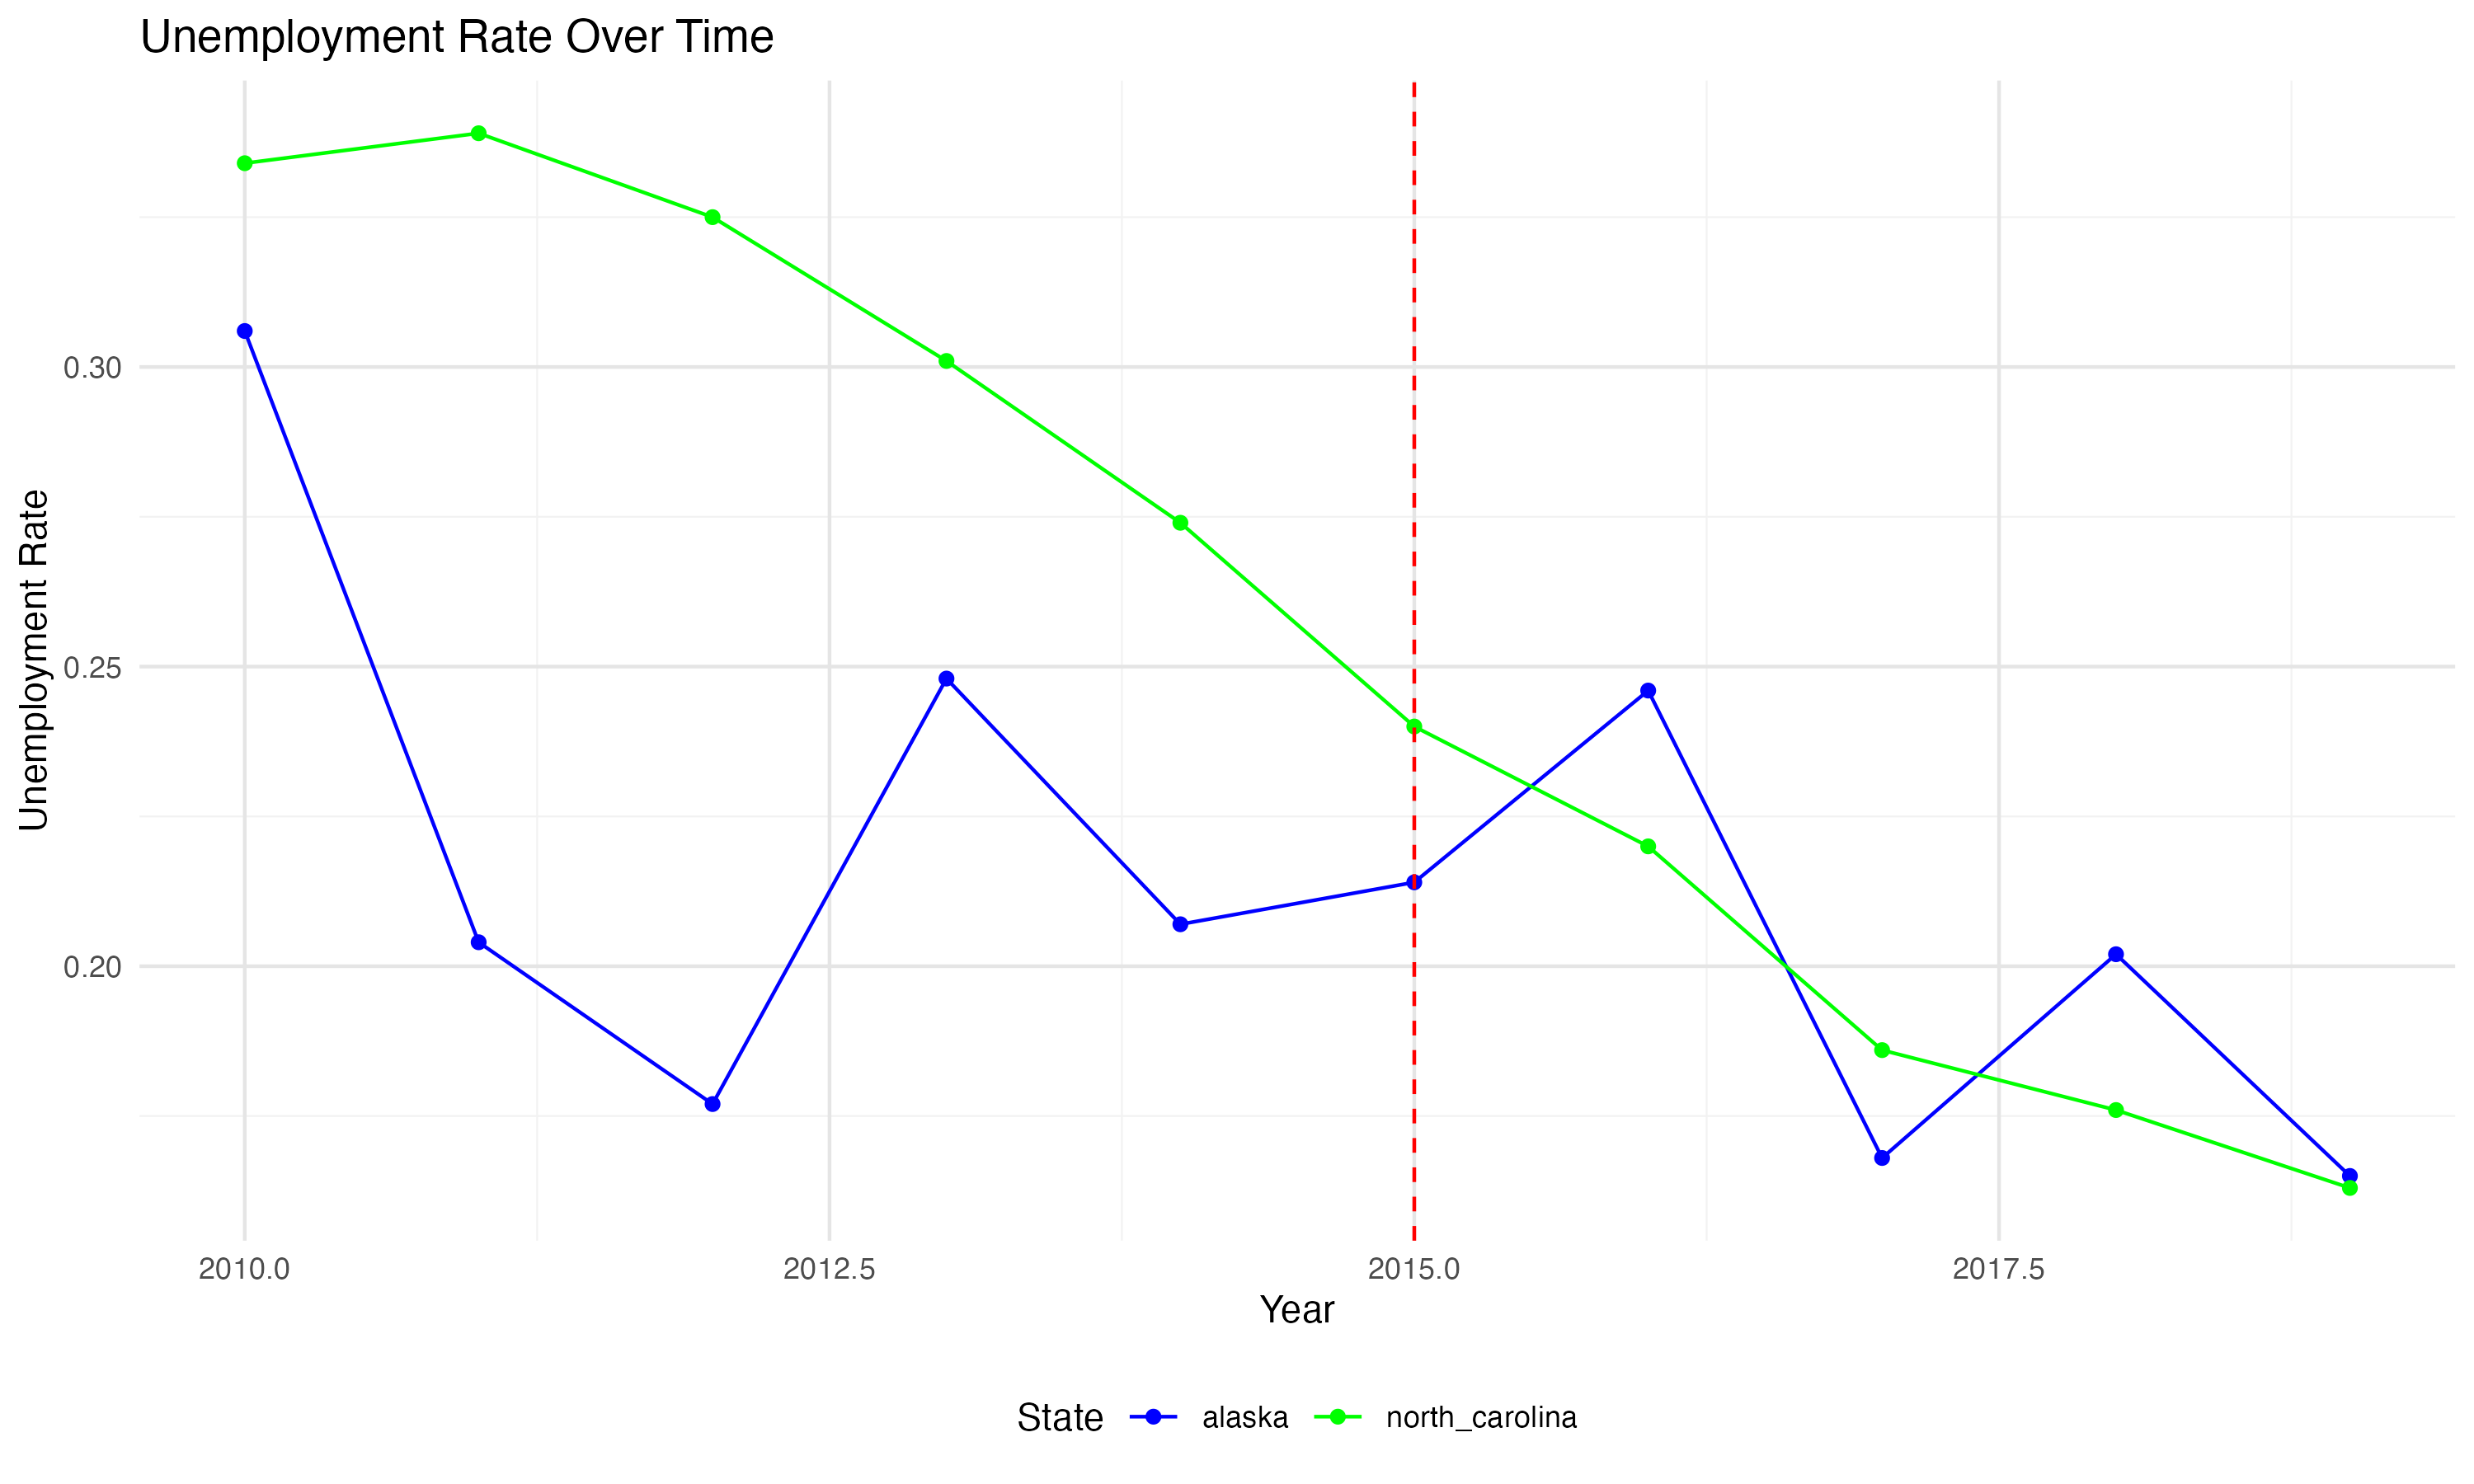 Unemployment Rate Over Time
Unemployment Rate
0.30
0.25
0.20
2010.0 2012.5 2015.0 2017.5
Year
State alaska north_carolina